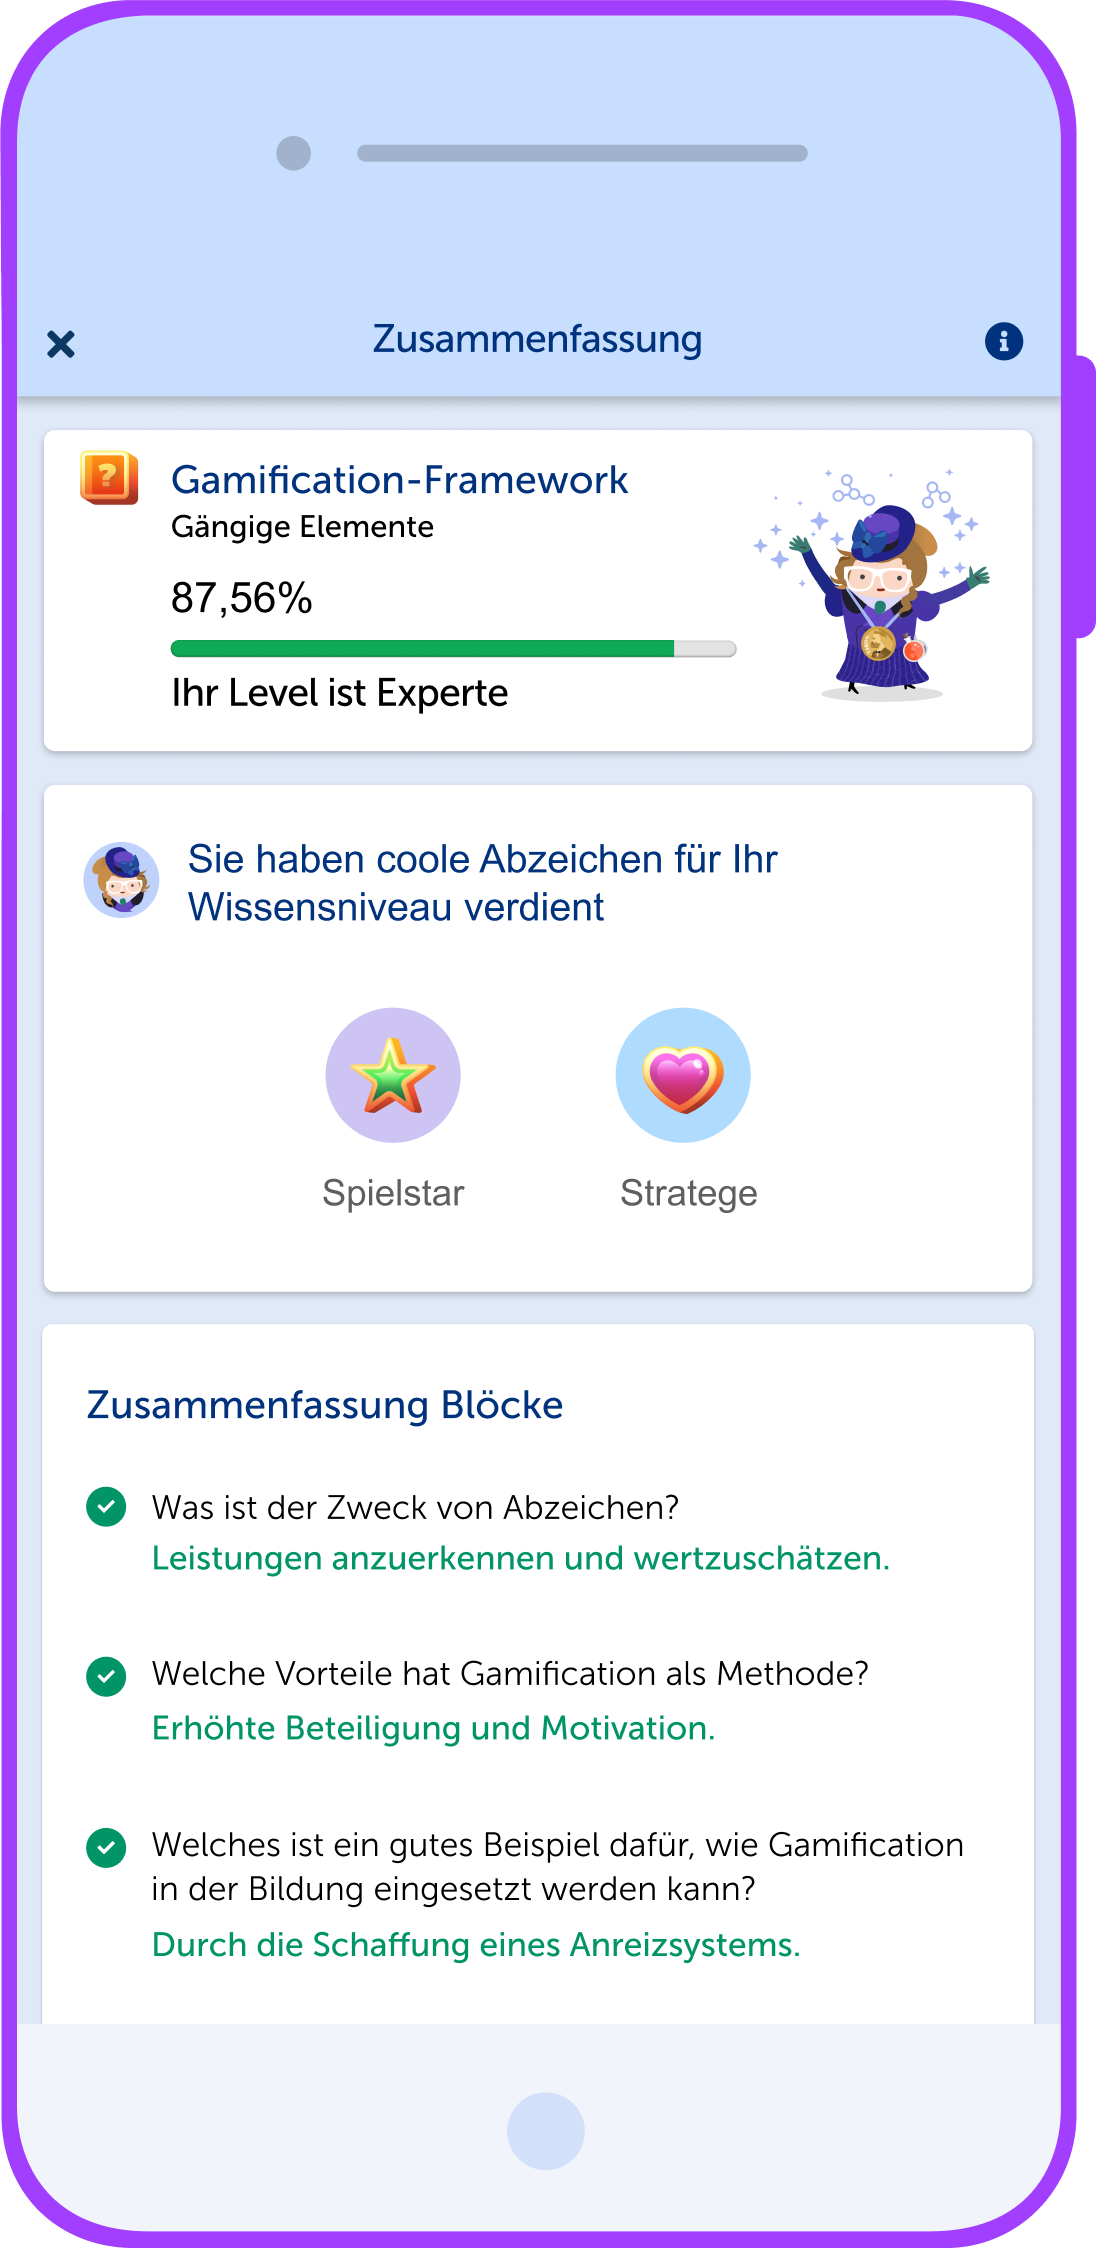 Zusammenfassung
Gamification-Framework
Gängige Elemente
87,56%
Ihr Level ist Experte
Sie haben coole Abzeichen für Ihr
Wissensniveau verdient
Spielstar
Stratege
Zusammenfassung Blöcke
Was ist der Zweck von Abzeichen?
Leistungen anzuerkennen und wertzuschätzen.
Welche Vorteile hat Gamification als Methode?
Erhöhte Beteiligung und Motivation.
Welches ist ein gutes Beispiel dafür, wie Gamification
in der Bildung eingesetzt werden kann?
Durch die Schaffung eines Anreizsystems.